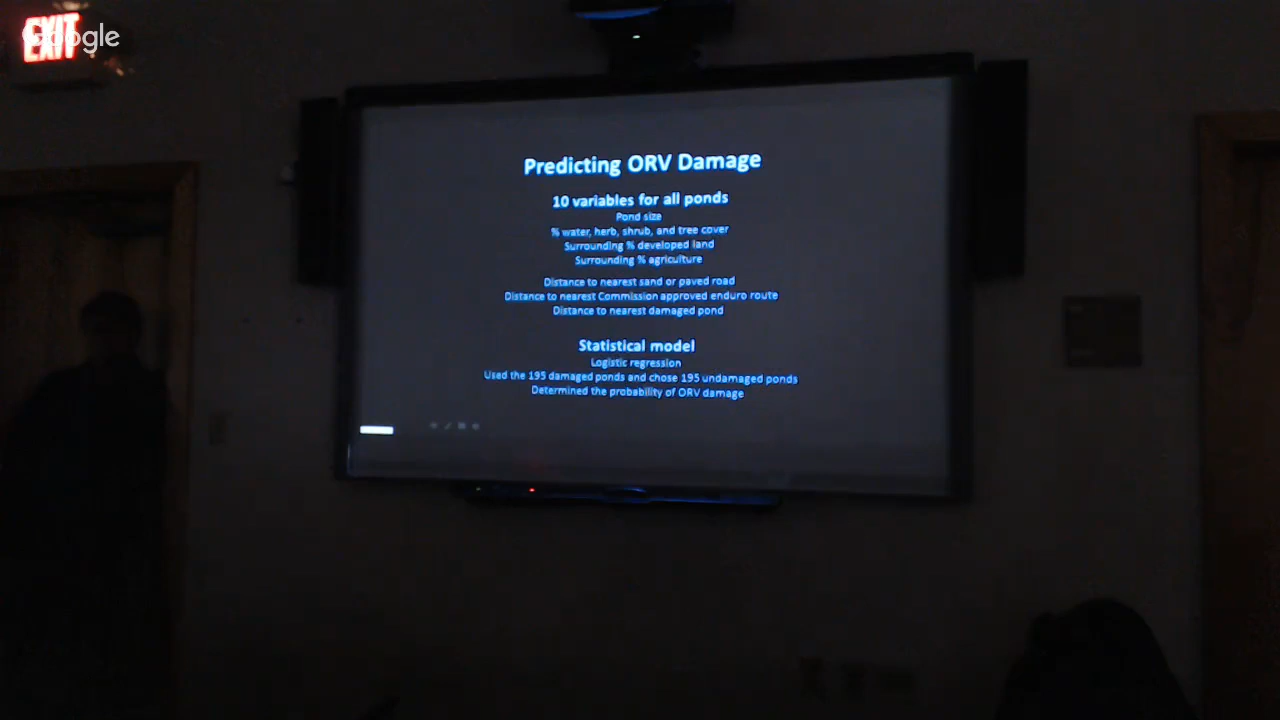 Google
EXIT
Predicting ORV Damage
10 variables for all ponds
Pond size
% water, herb, shrub, and tree cover
Surrounding % developed land
Surrounding % agriculture
Distance to nearest sand or paved road
Distance to nearest Commission approved enduro route
Distance to nearest damaged pond
Statistical model
Logistic regression
Used the 195 damaged ponds and chose 195 undamaged ponds
Determined the probability of ORV damage